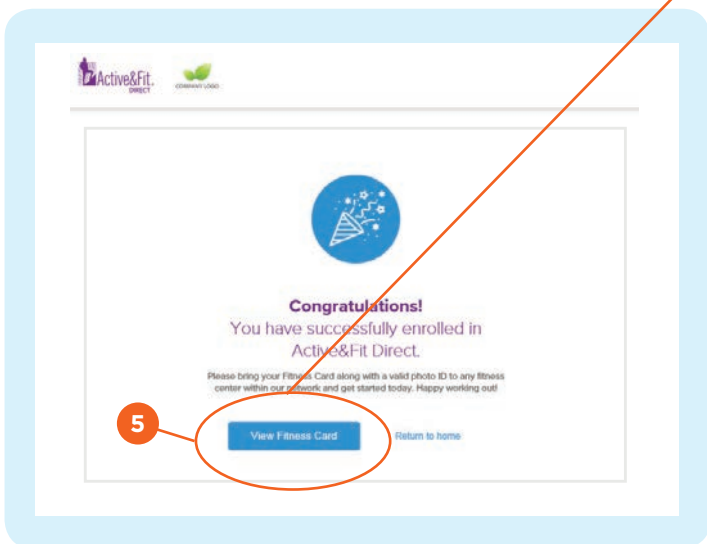 Active&Fit.
DIRECT
COMPANY LOGO
Congratulations!
You have successfully enrolled in
Active&Fit Direct.
Please bring your Fitness Card along with a valid photo ID to any fitness
center within our network and get started today. Happy working out!
5
View Fitness Card
Return to home